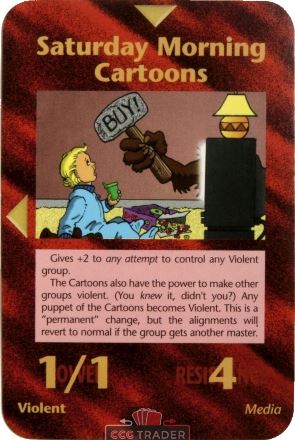 Saturday Morning
Cartoons
BUY!
Gives +2 to any attempt to control any Violent
group.
The Cartoons also have the power to make other
groups violent. (You knew it, didn't you?) Any
puppet of the Cartoons becomes Violent. This is a
"permanent" change, but the alignments will
revert to normal if the group gets another master.
POWER RESISTANCE
1/1 4
Violent Media
CCG TRADER